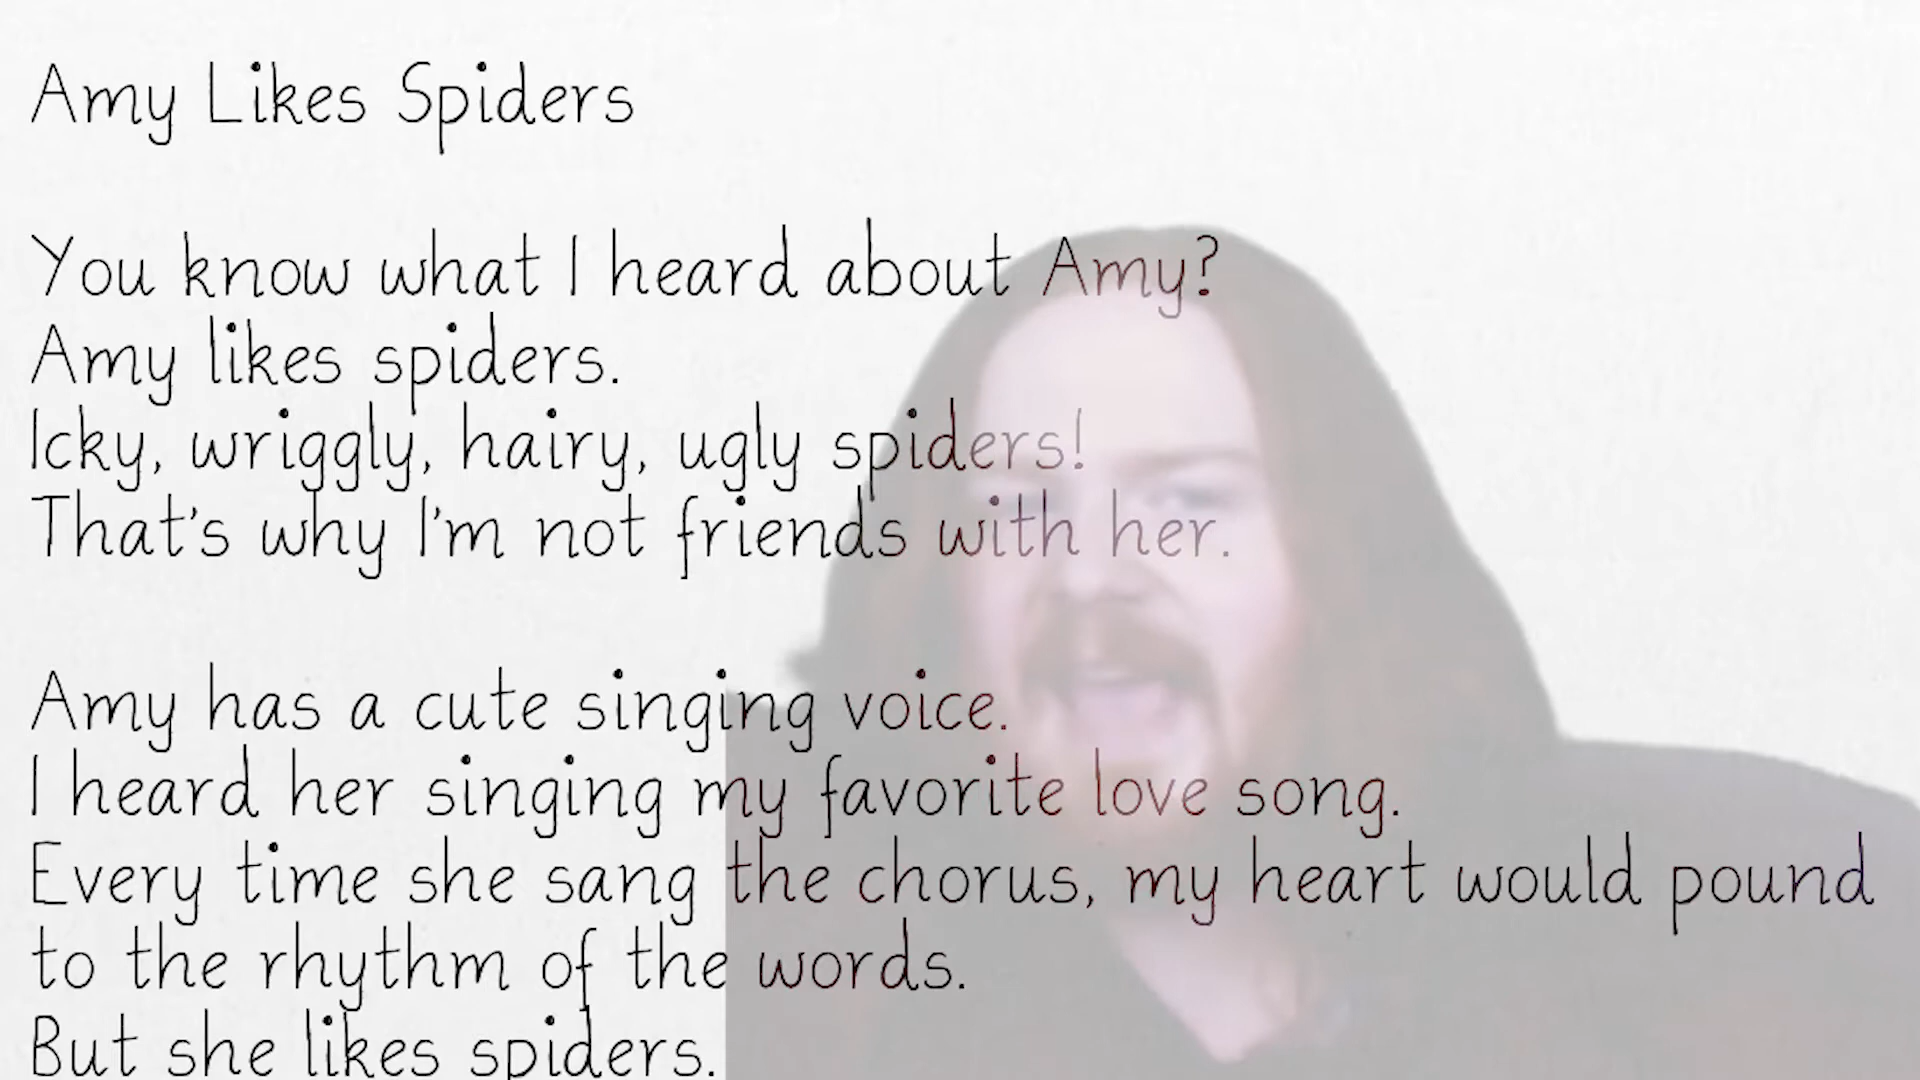 Amy Likes Spiders
You know what I heard about Amy?
Amy likes spiders.
Icky, wriggly, hairy, ugly spiders!
That's why I'm not friends with her.
Amy has a cute singing voice.
I heard her singing my favorite love song.
Every time she sang the chorus, my heart would pound
to the rhythm of the words.
But she likes spiders.